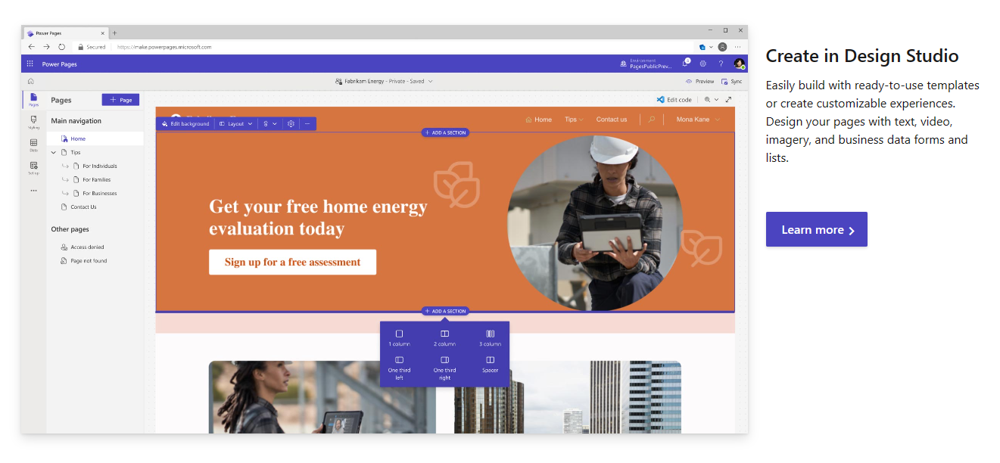 Power Pages
Secured
https://make.powerpages.microsoft.com
Power Pages
Environment
PagesPublicPrev...
Fabrikam Energy - Private - Saved
Preview
Sync
Pages
Styling
Data
Set up
Pages
+ Page
Main navigation
Home
Tips
For Individuals
For Families
For Businesses
Contact Us
Other pages
Access denied
Page not found
Edit code
Edit background
Layout
Home
Tips
Contact us
Mona Kane
+ ADD A SECTION
Get your free home energy
evaluation today
Sign up for a free assessment
+ ADD A SECTION
1 column
2 column
3 column
One third
left
One third
right
Spacer
Create in Design Studio
Easily build with ready-to-use templates
or create customizable experiences.
Design your pages with text, video,
imagery, and business data forms and
lists.
Learn more